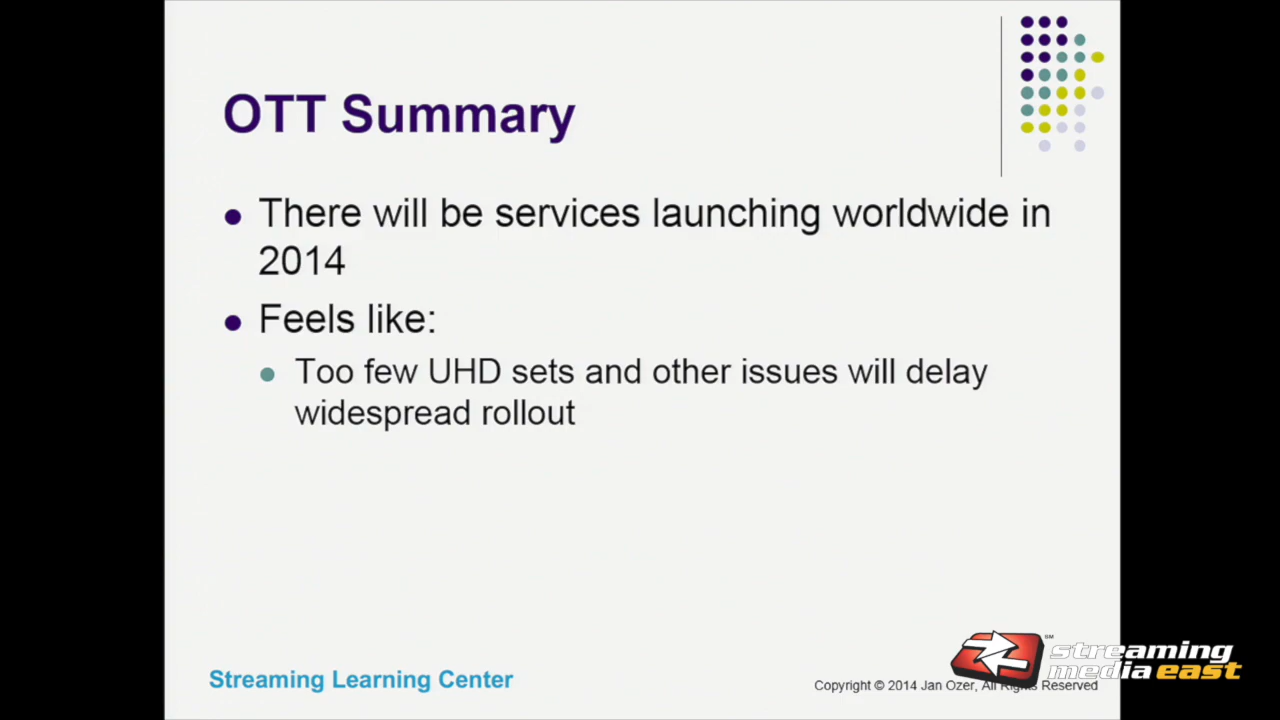 OTT Summary
There will be services launching worldwide in
2014
Feels like:
Too few UHD sets and other issues will delay
widespread rollout
Streaming Learning Center
Copyright © 2014 Jan Ozer, All Rights Reserved
SM
streaming
media east